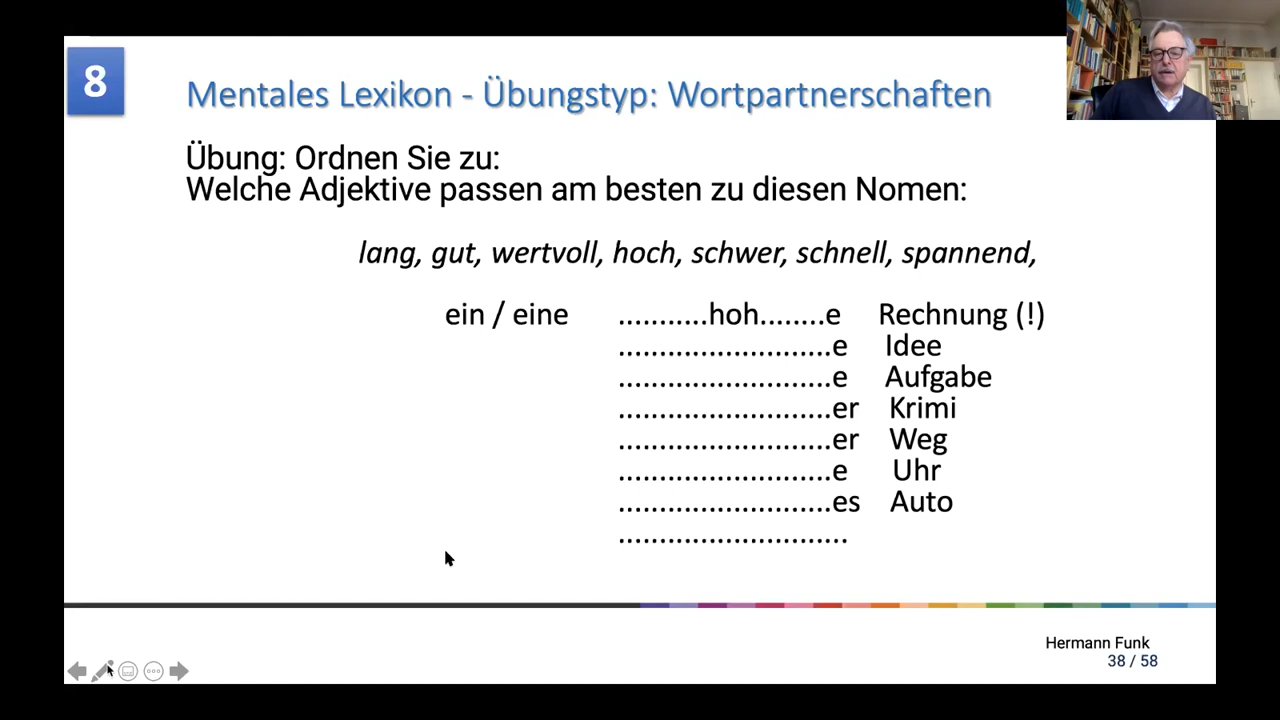 8
Mentales Lexikon - Übungstyp: Wortpartnerschaften
Übung: Ordnen Sie zu:
Welche Adjektive passen am besten zu diesen Nomen:
lang, gut, wertvoll, hoch, schwer, schnell, spannend,
ein / eine ...........hoh........e Rechnung (!)
..........................e Idee
..........................e Aufgabe
..........................er Krimi
..........................er Weg
..........................e Uhr
..........................es Auto
............................
Hermann Funk
38 / 58